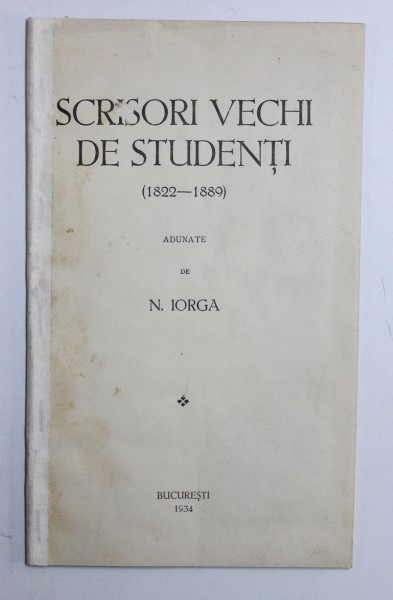 SCRISORI VECHI
DE STUDENȚI
(1822—1889)
ADUNATE
DE
N. IORGA
BUCUREȘTI
1934